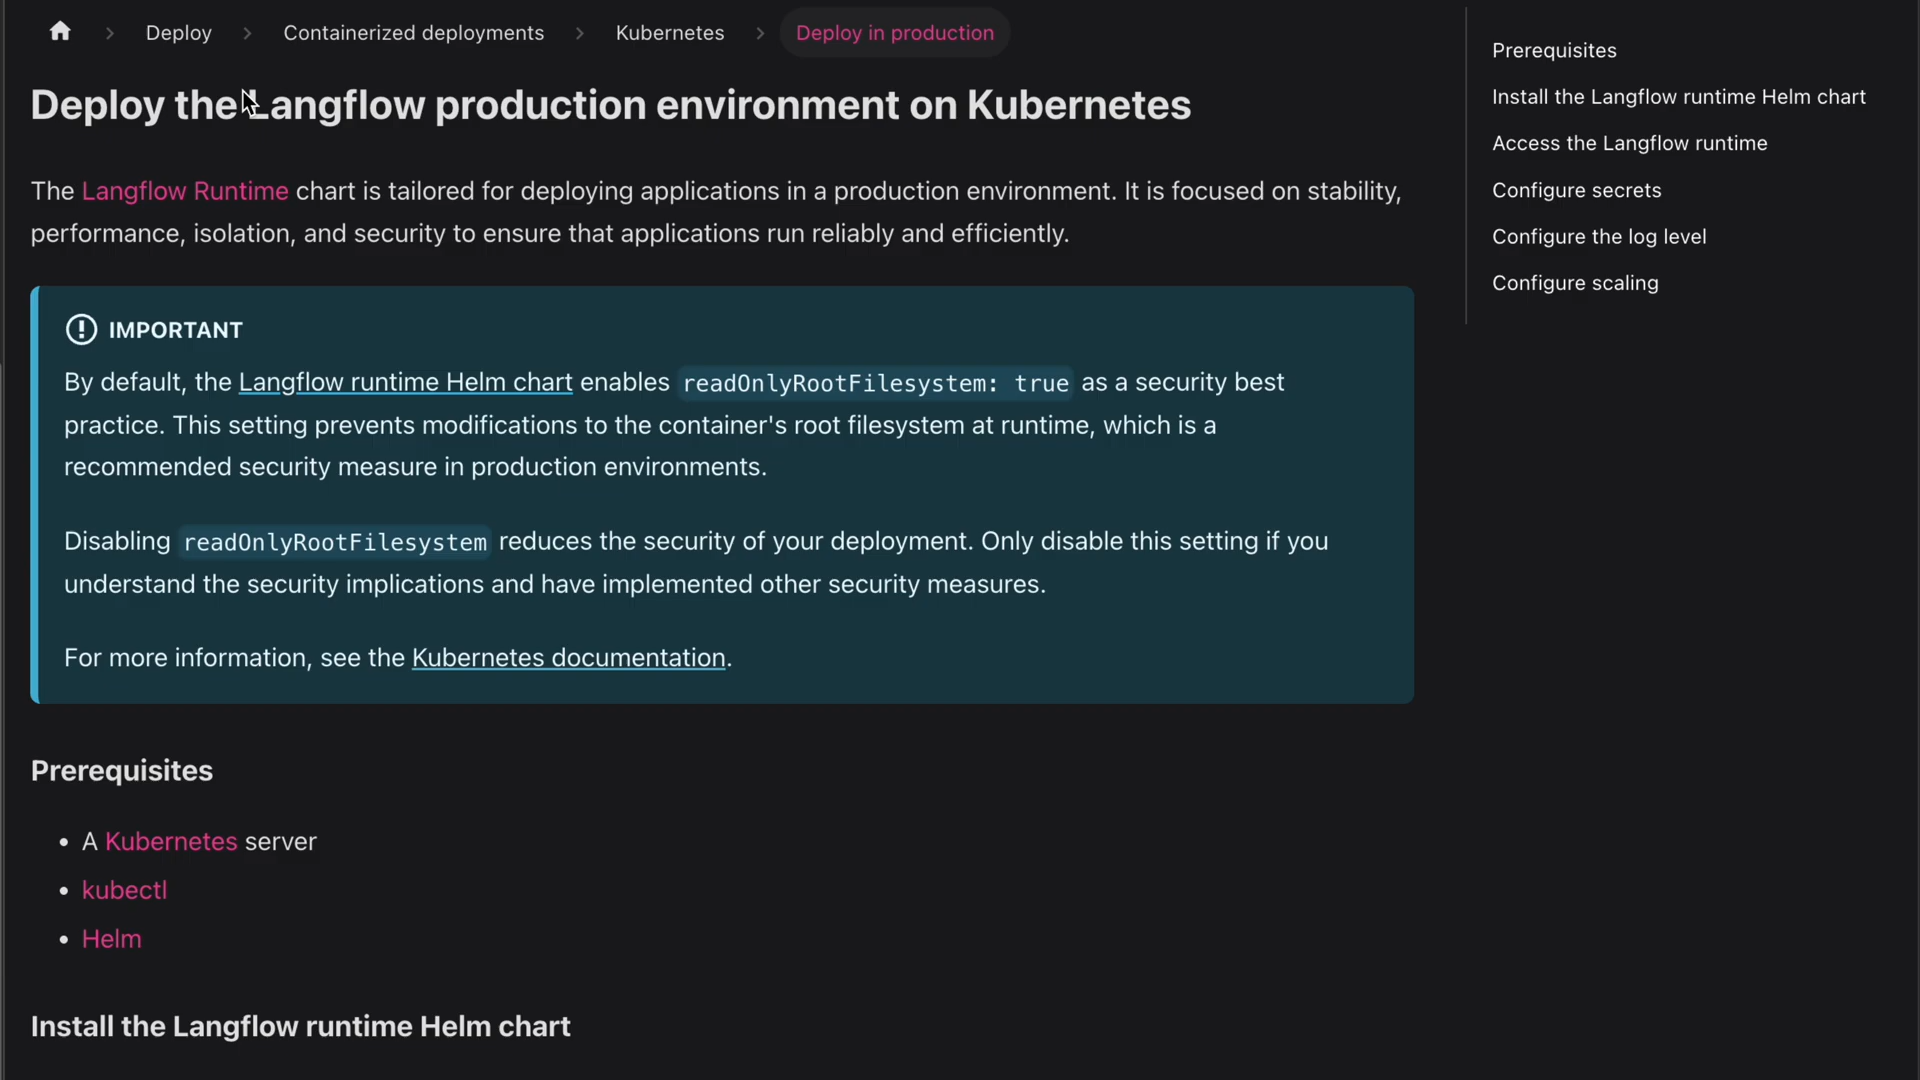 Deploy > Containerized deployments > Kubernetes > Deploy in production
Deploy the Langflow production environment on Kubernetes
The Langflow Runtime chart is tailored for deploying applications in a production environment. It is focused on stability,
performance, isolation, and security to ensure that applications run reliably and efficiently.
IMPORTANT
By default, the Langflow runtime Helm chart enables readOnlyRootFilesystem: true as a security best
practice. This setting prevents modifications to the container's root filesystem at runtime, which is a
recommended security measure in production environments.
Disabling readOnlyRootFilesystem reduces the security of your deployment. Only disable this setting if you
understand the security implications and have implemented other security measures.
For more information, see the Kubernetes documentation.
Prerequisites
• A Kubernetes server
• kubectl
• Helm
Install the Langflow runtime Helm chart
Prerequisites
Install the Langflow runtime Helm chart
Access the Langflow runtime
Configure secrets
Configure the log level
Configure scaling